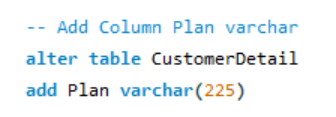 -- Add Column Plan varchar
alter table CustomerDetail
add Plan varchar(225)